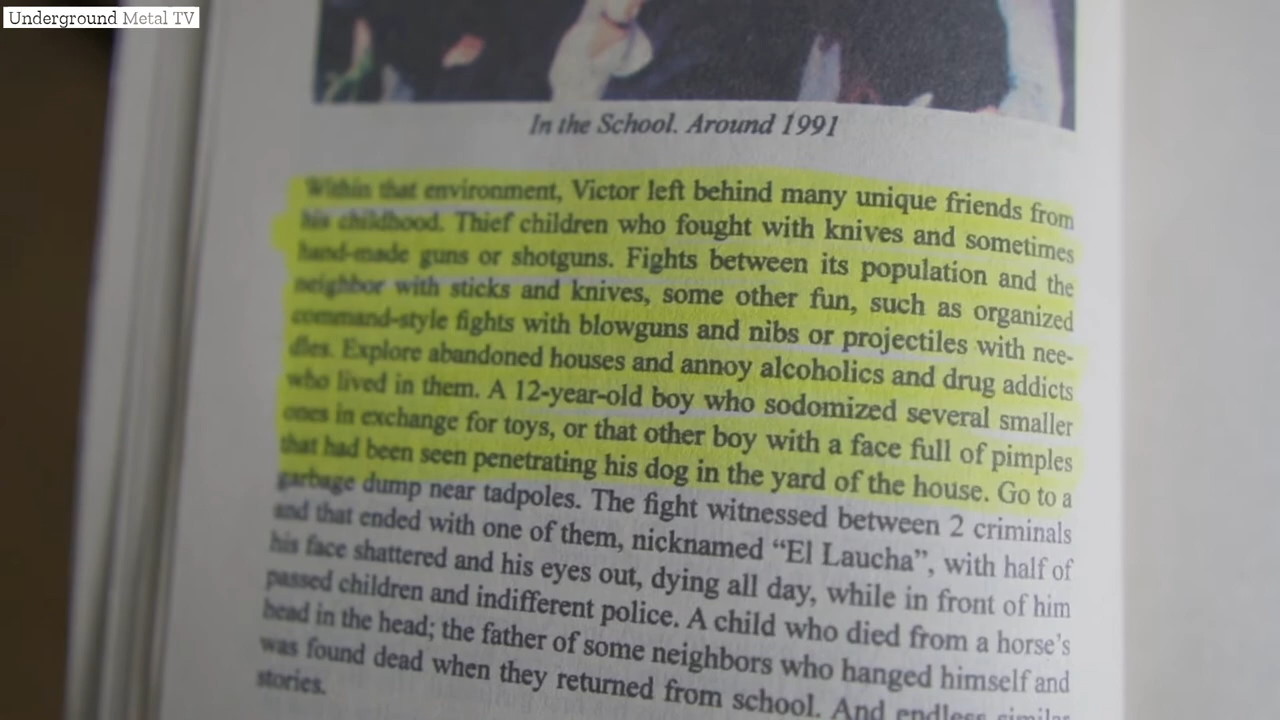 Underground Metal TV
In the School. Around 1991
Within that environment, Victor left behind many unique friends from
his childhood. Thief children who fought with knives and sometimes
hand-made guns or shotguns. Fights between its population and the
neighbor with sticks and knives, some other fun, such as organized
command-style fights with blowguns and nibs or projectiles with nee-
dles. Explore abandoned houses and annoy alcoholics and drug addicts
who lived in them. A 12-year-old boy who sodomized several smaller
ones in exchange for toys, or that other boy with a face full of pimples
that had been seen penetrating his dog in the yard of the house. Go to a
garbage dump near tadpoles. The fight witnessed between 2 criminals
and that ended with one of them, nicknamed “El Laucha”, with half of
his face shattered and his eyes out, dying all day, while in front of him
passed children and indifferent police. A child who died from a horse’s
head in the head; the father of some neighbors who hanged himself and
was found dead when they returned from school. And endless similar
stories.